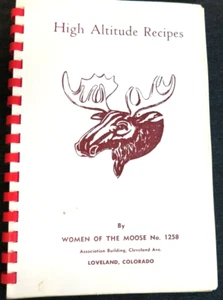 High Altitude Recipes
By
WOMEN OF THE MOOSE No. 1258
Association Building, Cleveland Ave.
LOVELAND, COLORADO